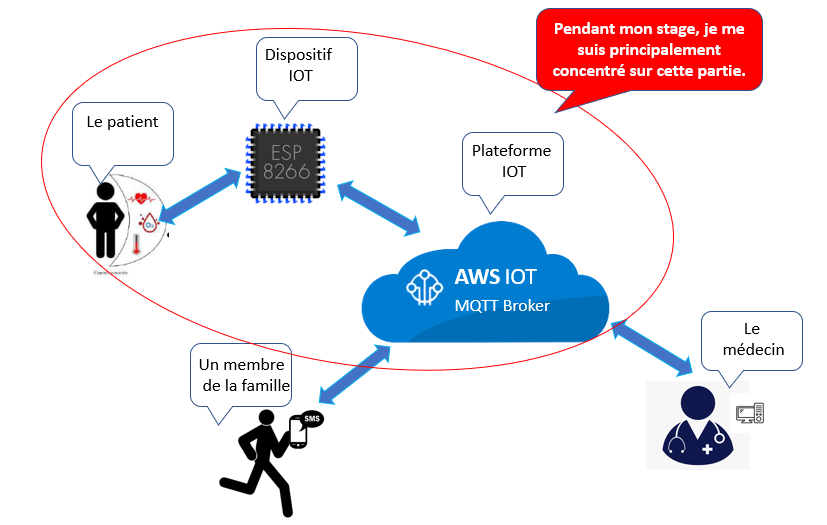 Pendant mon stage, je me
suis principalement
concentré sur cette partie.
Dispositif
IOT
Le patient
ESP
8266
Plateforme
IOT
O₂
AWS IOT
MQTT Broker
Le
médecin
Un membre
de la famille
SMS